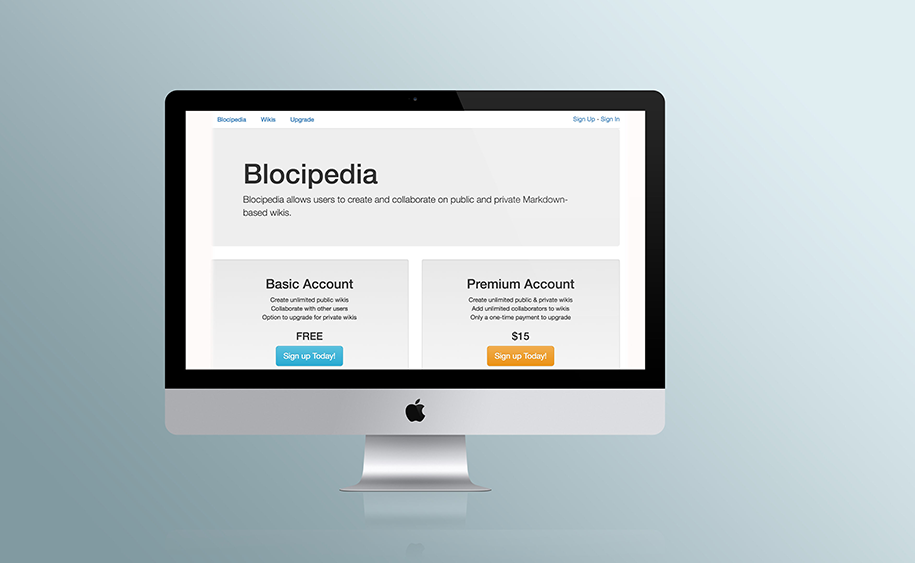 Blocipedia Wikis Upgrade Sign Up - Sign In
Blocipedia
Blocipedia allows users to create and collaborate on public and private Markdown-
based wikis.
Basic Account
Create unlimited public wikis
Collaborate with other users
Option to upgrade for private wikis
FREE
Sign up Today!
Premium Account
Create unlimited public & private wikis
Add unlimited collaborators to wikis
Only a one-time payment to upgrade
$15
Sign up Today!